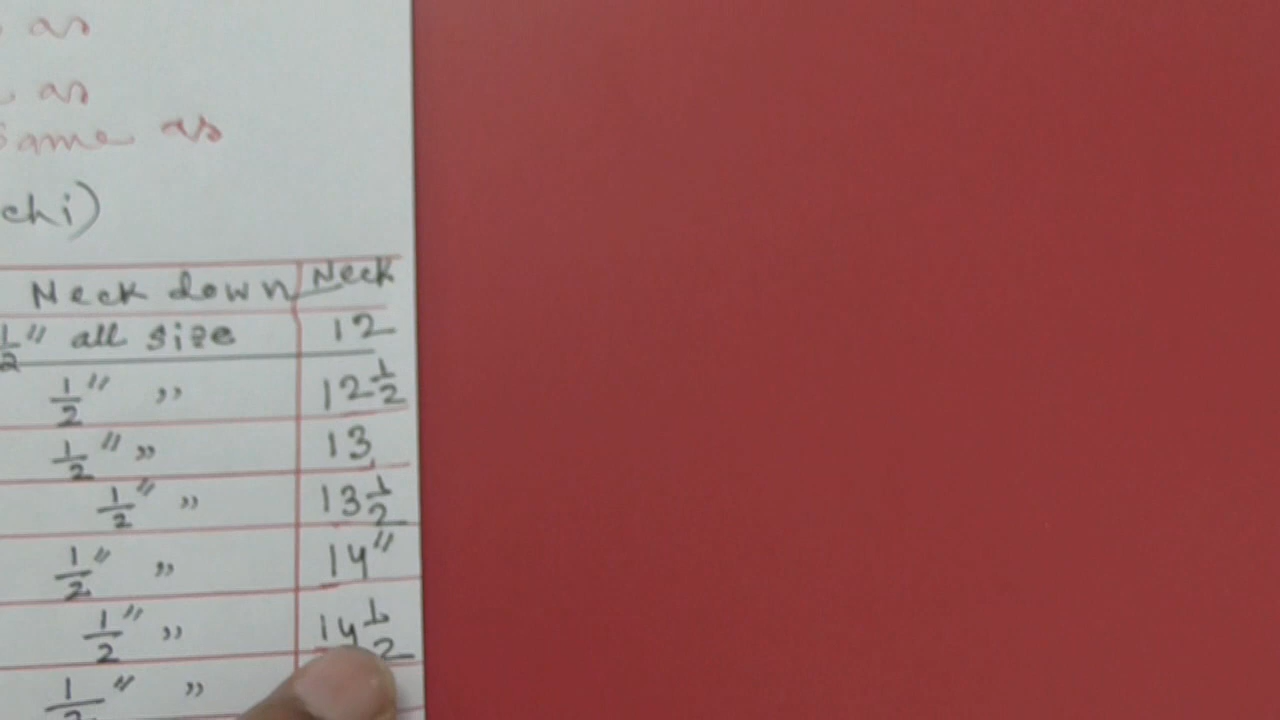 as
as
Same as
chi)
Neck down Neck
1/2" all size 12
1/2" " 12 1/2
1/2" " 13
1/2" " 13 1/2
1/2" " 14"
1/2" " 14 1/2
1/2" "